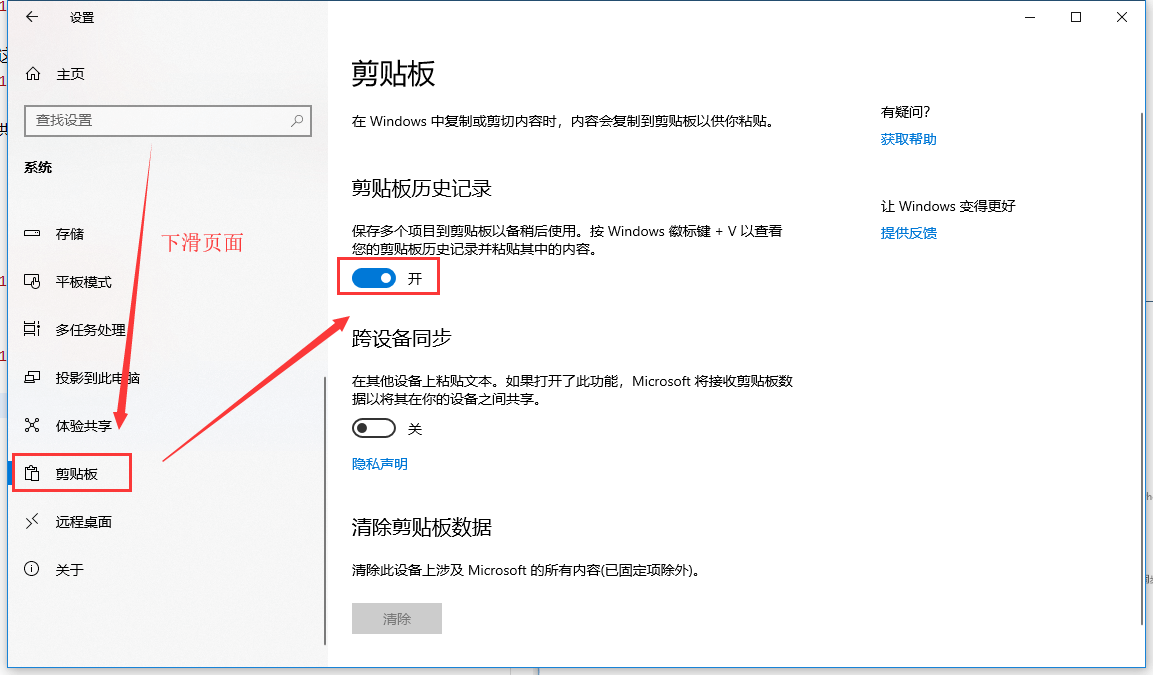 设置
主页
查找设置
系统
下滑页面
存储
平板模式
多任务处理
投影到此电脑
体验共享
剪贴板
远程桌面
关于
剪贴板
在 Windows 中复制或剪切内容时，内容会复制到剪贴板以供你粘贴。
剪贴板历史记录
保存多个项目到剪贴板以备稍后使用。按 Windows 徽标键 + V 以查看
您的剪贴板历史记录并粘贴其中的内容。
开
跨设备同步
在其他设备上粘贴文本。如果打开了此功能，Microsoft 将接收剪贴板数
据以将其在你的设备之间共享。
关
隐私声明
清除剪贴板数据
清除此设备上涉及 Microsoft 的所有内容(已固定项除外)。
清除
有疑问?
获取帮助
让 Windows 变得更好
提供反馈